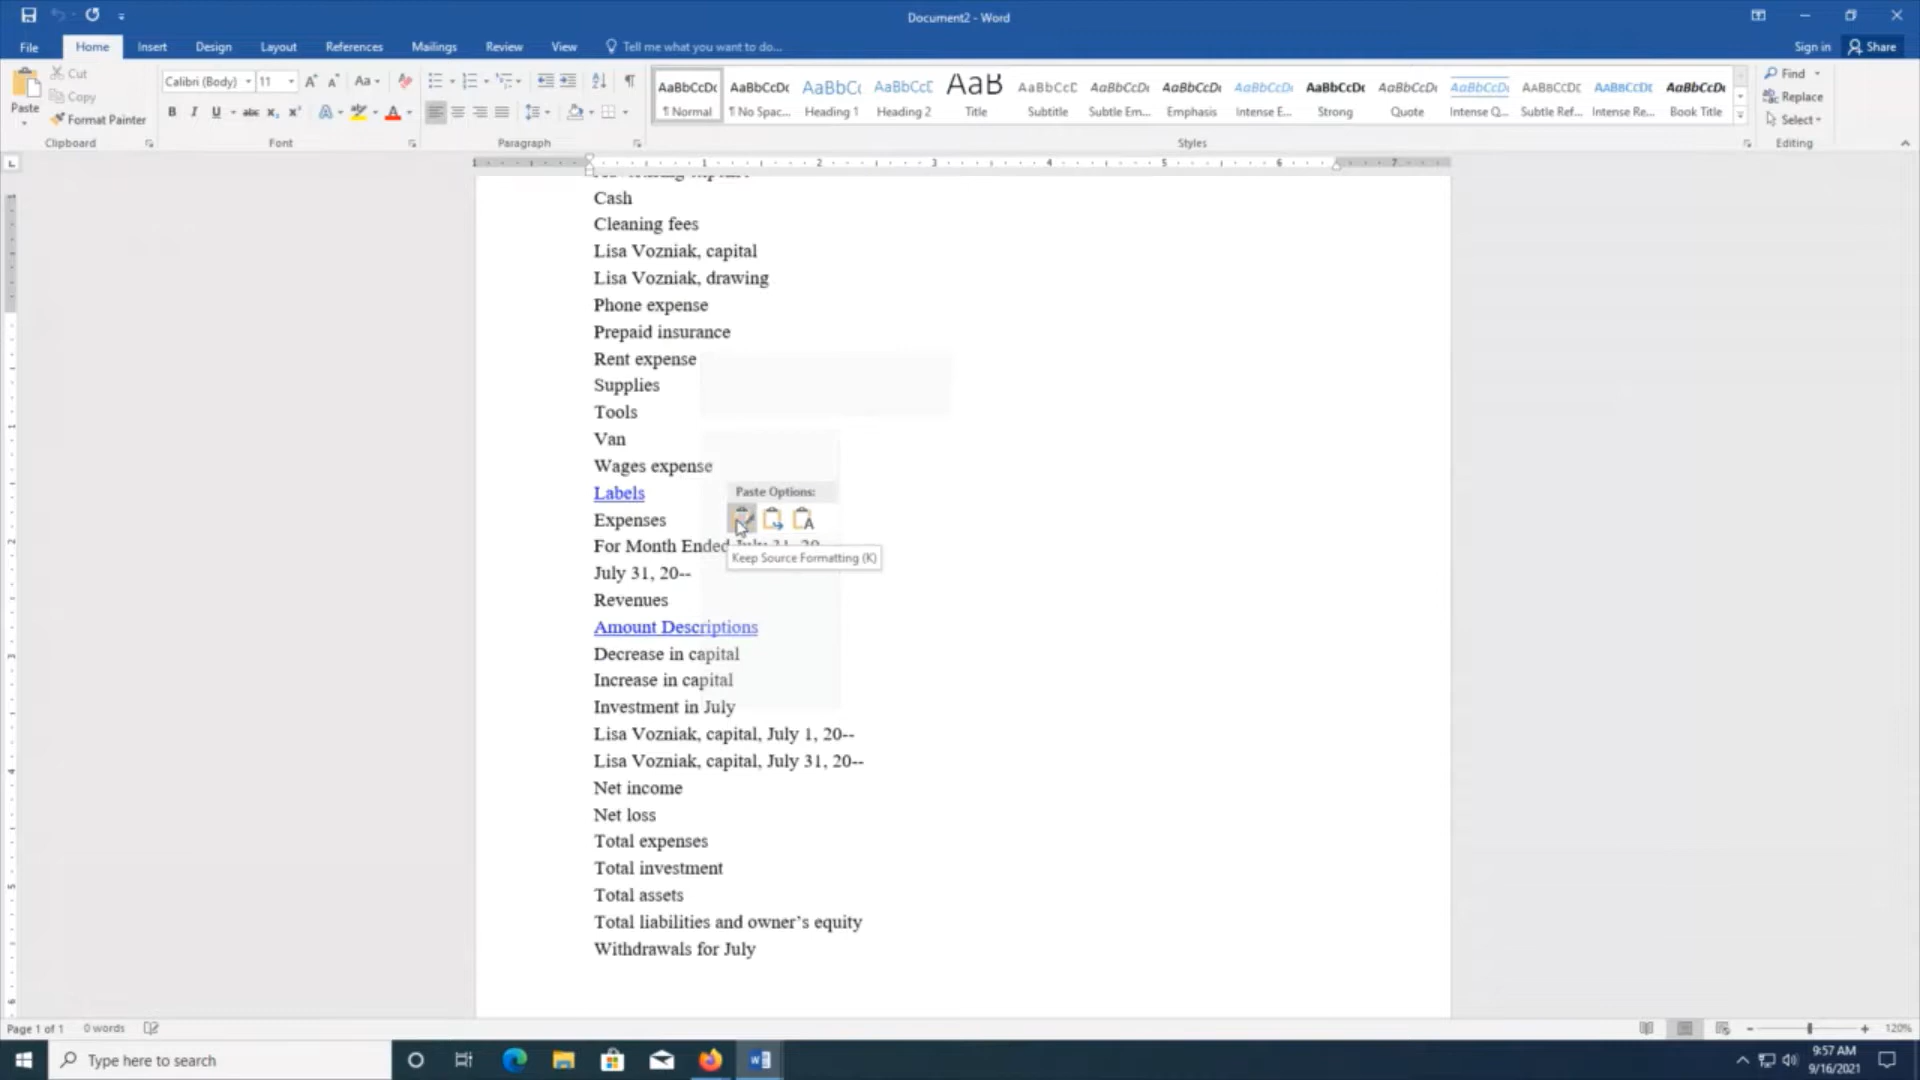 Document2 - Word
File
Home
Insert
Design
Layout
References
Mailings
Review
View
Tell me what you want to do...
Sign in
Share
Paste
Cut
Copy
Format Painter
Clipboard
Calibri (Body)
11
Font
Paragraph
AaBbCcDc
¶ Normal
AaBbCcDc
¶ No Spac...
AaBbC
Heading 1
AaBbCcC
Heading 2
AaB
Title
AaBbCcC
Subtitle
AaBbCcDc
Subtle Em...
AaBbCcDc
Emphasis
AaBbCcDc
Intense E...
AaBbCcDc
Strong
AaBbCcDc
Quote
AaBbCcDc
Intense Q...
AABBCCDC
Subtle Ref...
AABBCCDC
Intense Re...
AaBbCcDc
Book Title
Styles
Find
Replace
Select
Editing
Cash
Cleaning fees
Lisa Vozniak, capital
Lisa Vozniak, drawing
Phone expense
Prepaid insurance
Rent expense
Supplies
Tools
Van
Wages expense
Labels
Paste Options:
Expenses
For Month Ended July 31, 20--
Keep Source Formatting (K)
July 31, 20--
Revenues
Amount Descriptions
Decrease in capital
Increase in capital
Investment in July
Lisa Vozniak, capital, July 1, 20--
Lisa Vozniak, capital, July 31, 20--
Net income
Net loss
Total expenses
Total investment
Total assets
Total liabilities and owner’s equity
Withdrawals for July
Page 1 of 1
0 words
120%
Type here to search
9:57 AM
9/16/2021